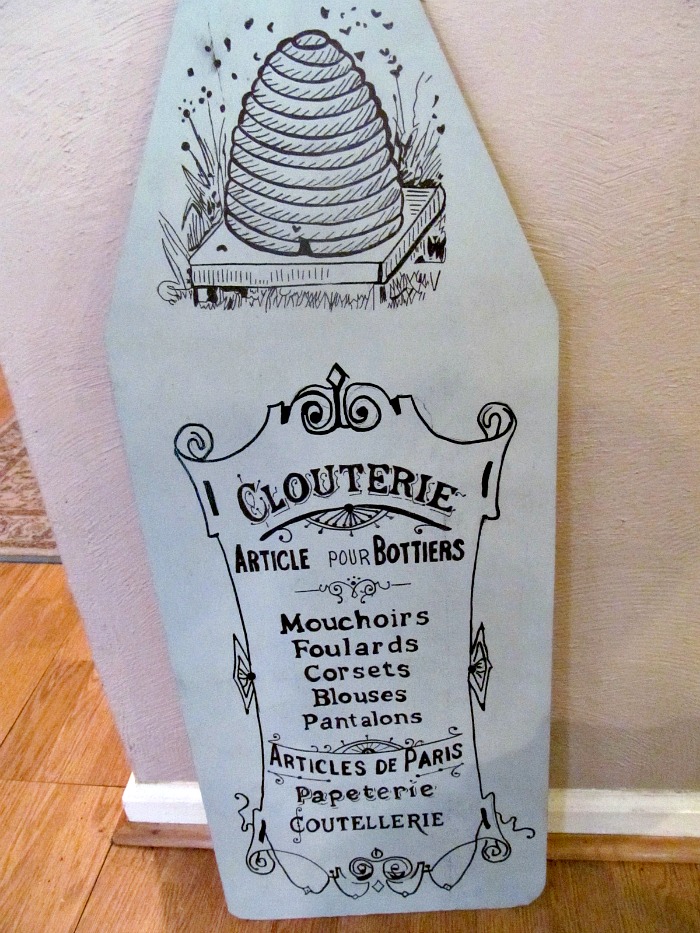 CLOUTERIE
ARTICLE POUR BOTTIERS
Mouchoirs
Foulards
Corsets
Blouses
Pantalons
ARTICLES DE PARIS
Papeterie
COUTELLERIE